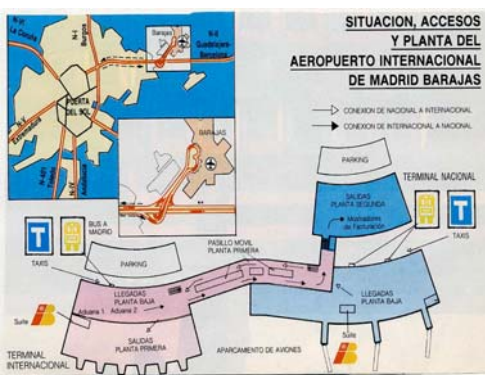 SITUACION, ACCESOS
Y PLANTA DEL
AEROPUERTO INTERNACIONAL
DE MADRID BARAJAS
N-VI
La Coruña
N-I
Burgos
Barajas
N-II
Guadalajara-
Barcelona
PUERTA
DEL SOL
N-V
Extremadura
N-401
Toledo
N-IV
Andalucía
BARAJAS
CONEXION DE NACIONAL A INTERNACIONAL
CONEXION DE INTERNACIONAL A NACIONAL
PARKING
TERMINAL NACIONAL
SALIDAS
PLANTA SEGUNDA
Mostradores
de Facturación
T
TAXIS
T
BUS A
MADRID
TAXIS
PARKING
PASILLO MOVIL
PLANTA PRIMERA
LLEGADAS
PLANTA BAJA
Aduana 1
Aduana 2
LLEGADAS
PLANTA BAJA
SALIDAS
PLANTA PRIMERA
TERMINAL
INTERNACIONAL
APARCAMIENTO DE AVIONES